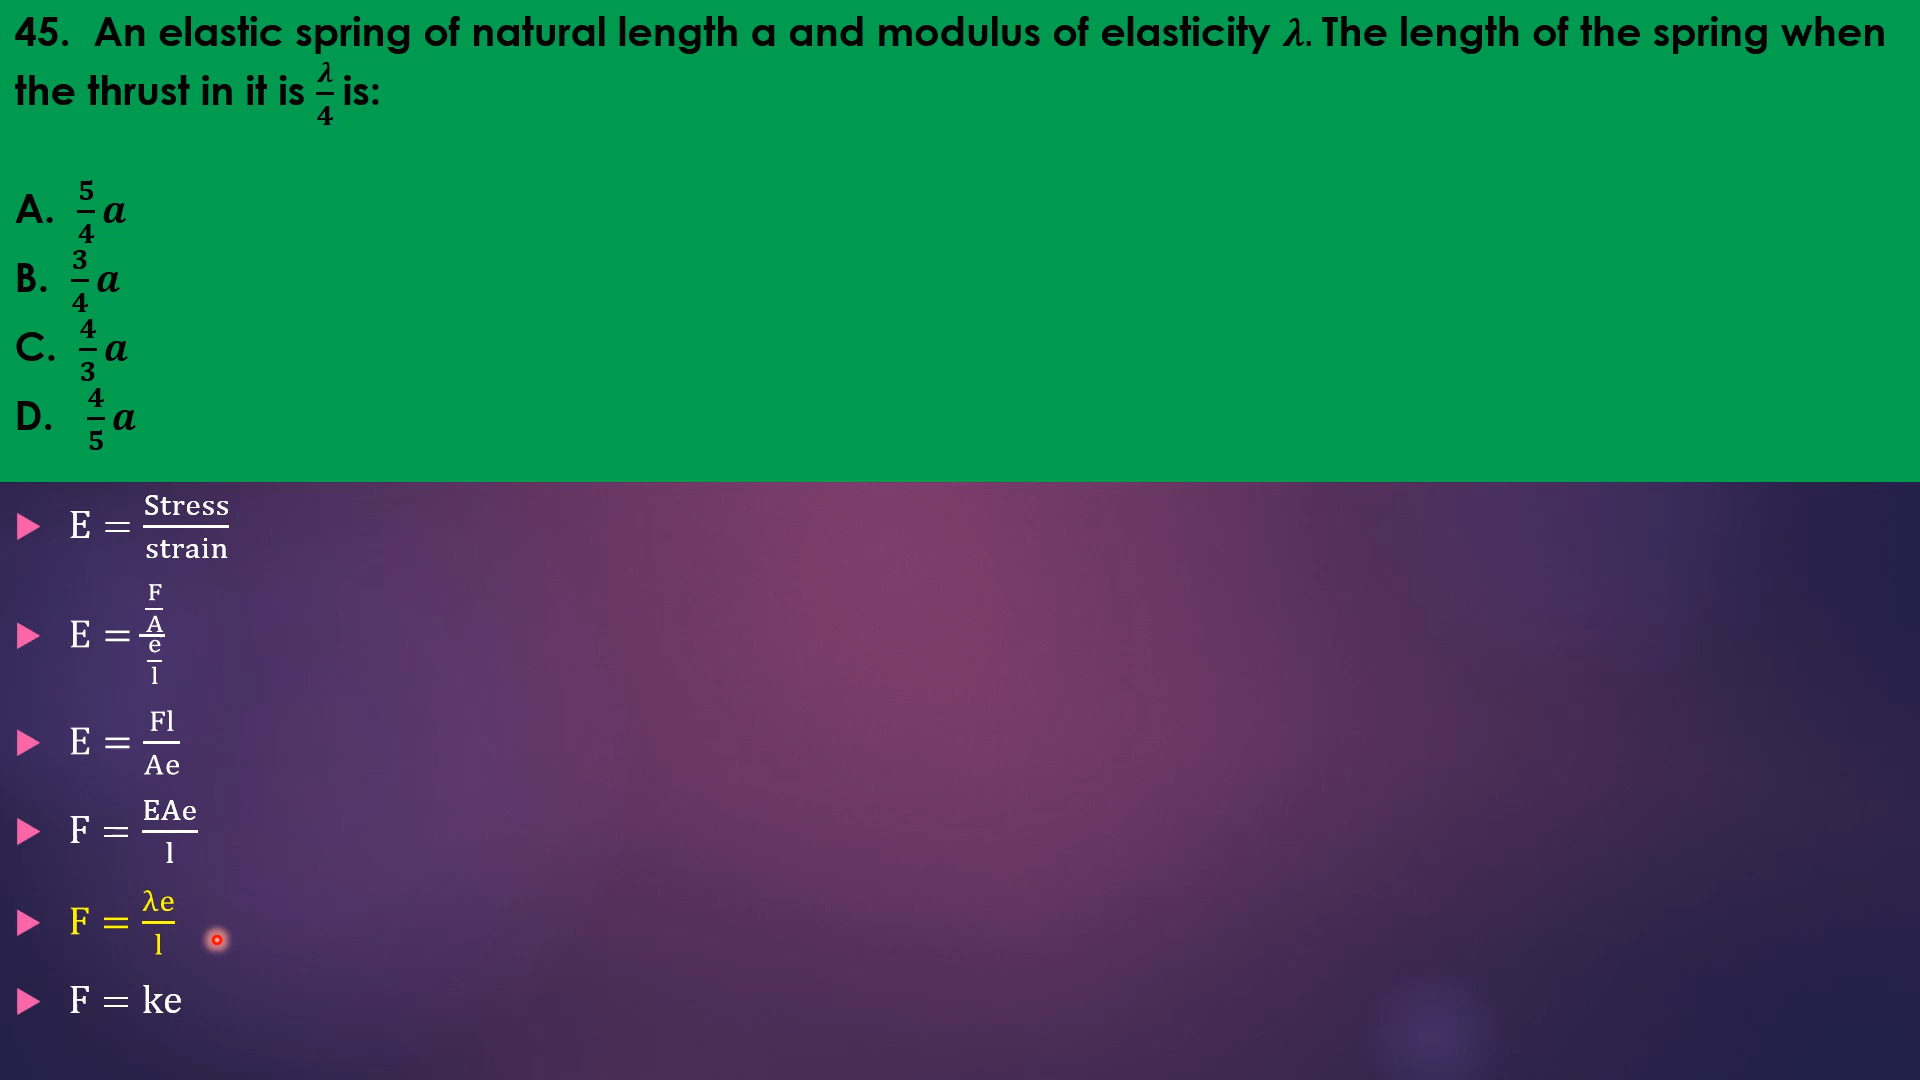 45. An elastic spring of natural length a and modulus of elasticity λ. The length of the spring when
the thrust in it is λ/4 is:
A. 5/4 a
B. 3/4 a
C. 4/3 a
D. 4/5 a
E = Stress/strain
E = (F/A)/(e/l)
E = Fl/Ae
F = EAe/l
F = λe/l
F = ke